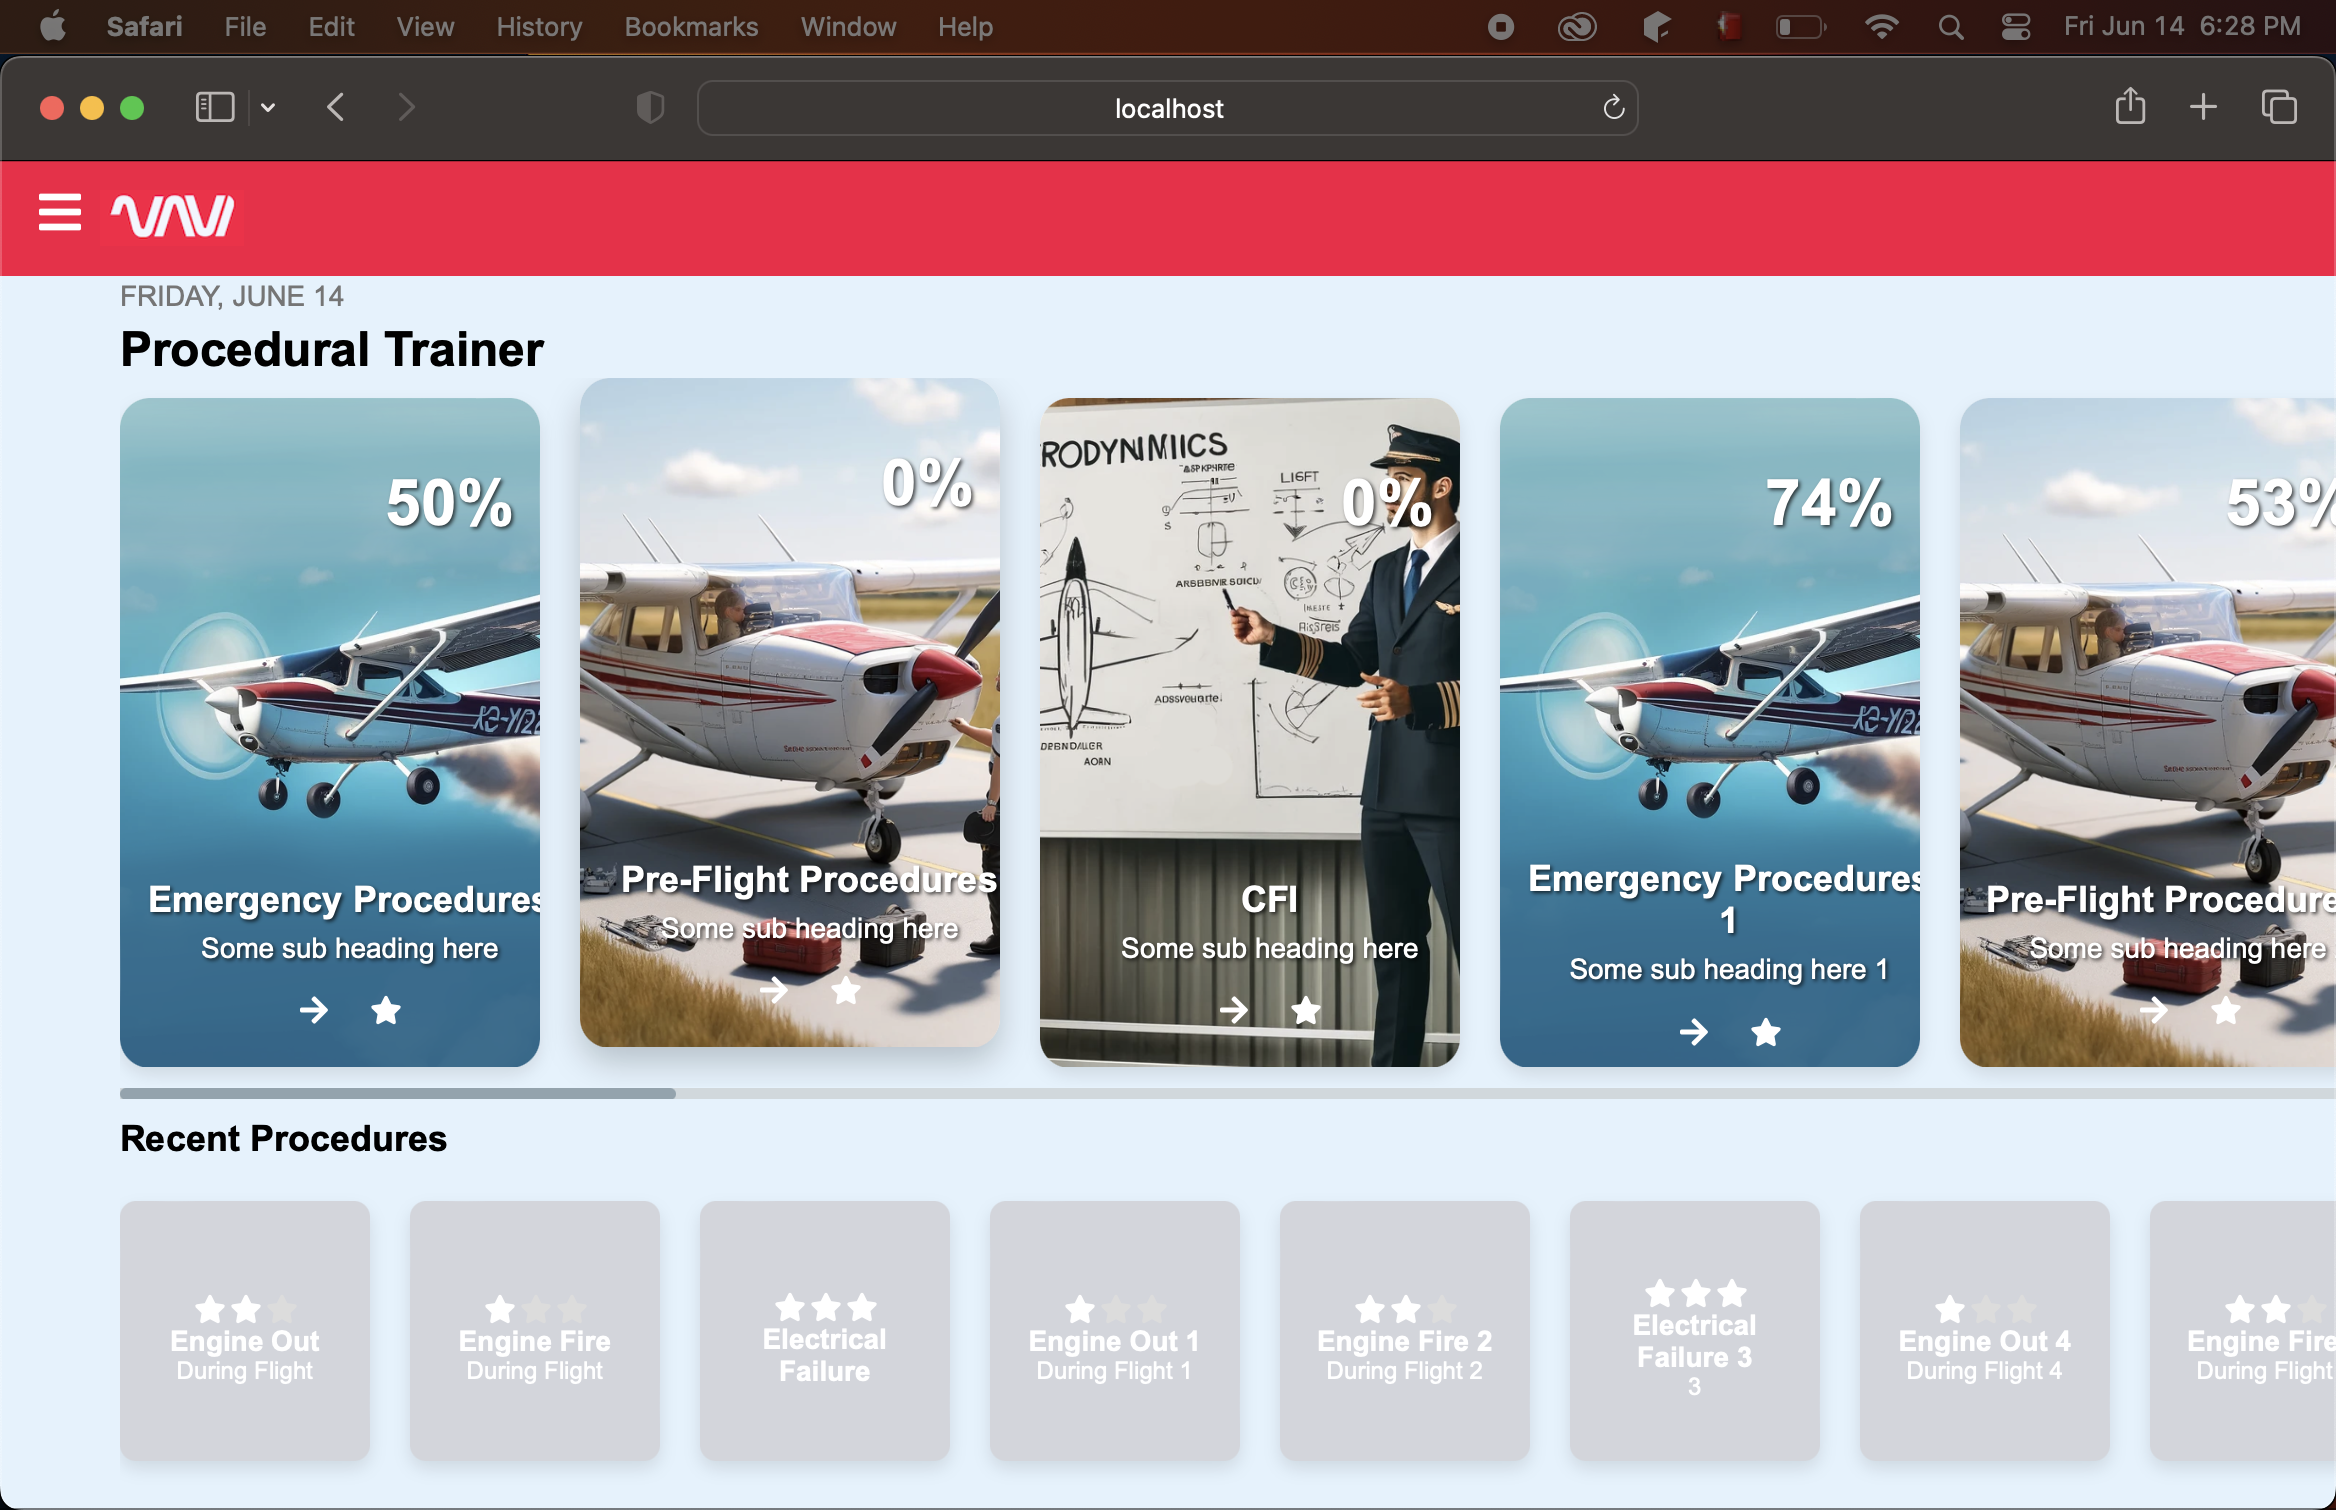 Safari File Edit View History Bookmarks Window Help Fri Jun 14 6:28 PM
localhost
VAVI
FRIDAY, JUNE 14
Procedural Trainer
50%
Emergency Procedures
Some sub heading here
0%
Pre-Flight Procedures
Some sub heading here
RODYNMIICS
LI6FT
0%
AORN
CFI
Some sub heading here
74%
Emergency Procedures
1
Some sub heading here 1
53%
Pre-Flight Procedure
Some sub heading here
Recent Procedures
Engine Out
During Flight
Engine Fire
During Flight
Electrical
Failure
Engine Out 1
During Flight 1
Engine Fire 2
During Flight 2
Electrical
Failure 3
3
Engine Out 4
During Flight 4
Engine Fire
During Flight